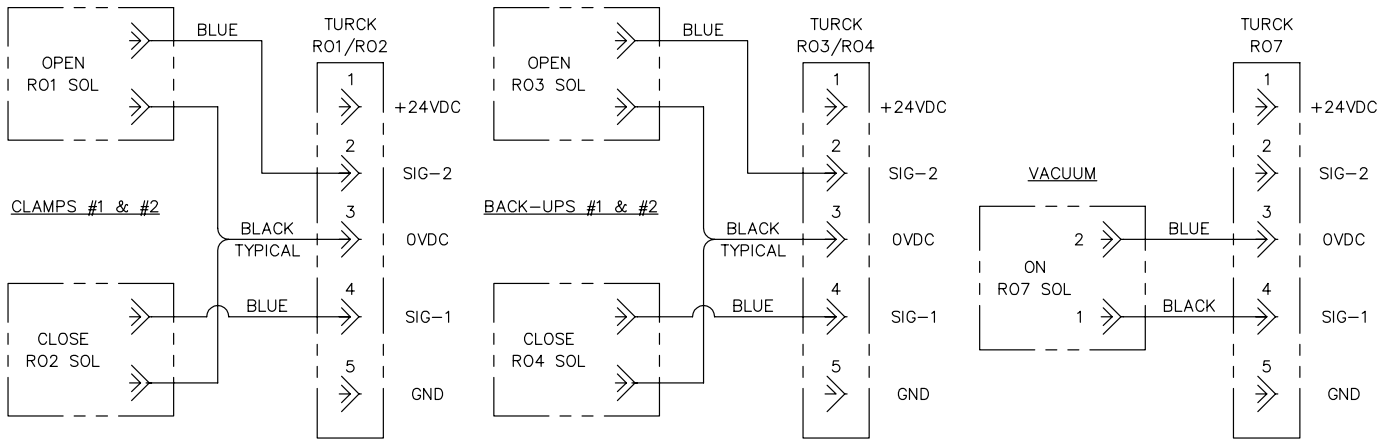 BLUE
OPEN
RO1 SOL
CLAMPS #1 & #2
BLACK
TYPICAL
BLUE
CLOSE
RO2 SOL
TURCK
RO1/RO2
1
+24VDC
2
SIG-2
3
0VDC
4
SIG-1
5
GND
BLUE
OPEN
RO3 SOL
BACK-UPS #1 & #2
BLACK
TYPICAL
BLUE
CLOSE
RO4 SOL
TURCK
RO3/RO4
1
+24VDC
2
SIG-2
3
0VDC
4
SIG-1
5
GND
VACUUM
2
BLUE
ON
RO7 SOL
1
BLACK
TURCK
RO7
1
+24VDC
2
SIG-2
3
0VDC
4
SIG-1
5
GND